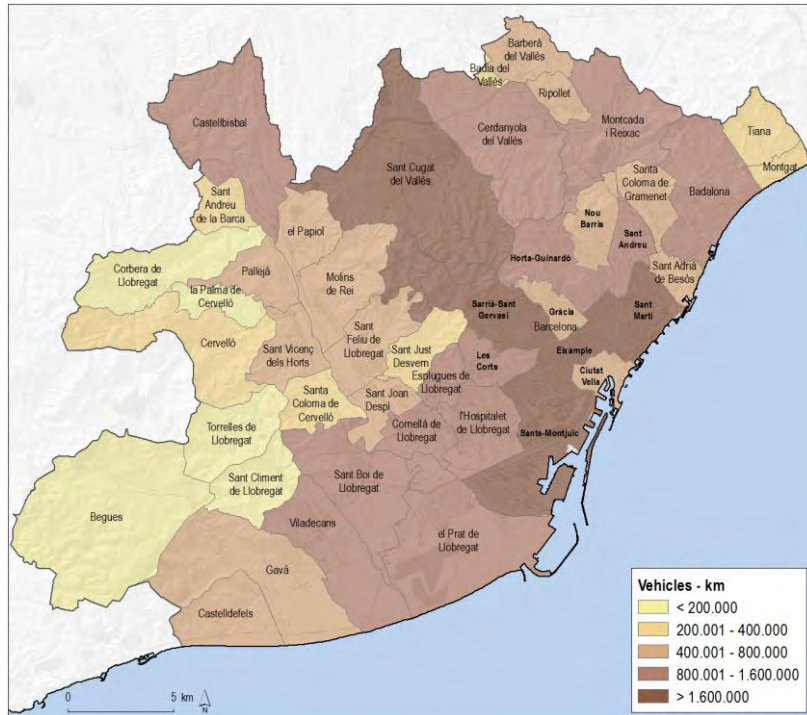 Barberà
del Vallès
Badia del
Vallès
Ripollet
Castellbisbal
Cerdanyola
del Vallès
Montcada
i Reixac
Tiana
Montgat
Sant Cugat
del Vallès
Santa
Coloma de
Gramenet
Badalona
Sant
Andreu
de la Barca
el Papiol
Nou
Barris
Sant
Andreu
Corbera de
Llobregat
Pallejà
Molins
de Rei
Horta-Guinardó
Sant Adrià
de Besòs
la Palma de
Cervelló
Sarrià-Sant
Gervasi
Gràcia
Barcelona
Sant
Martí
Cervelló
Sant Vicenç
dels Horts
Sant
Feliu de
Llobregat
Sant Just
Desvern
Esplugues de
Llobregat
Les
Corts
Eixample
Ciutat
Vella
Santa
Coloma de
Cervelló
Sant Joan
Despí
Cornellà de
Llobregat
l'Hospitalet
de Llobregat
Sants-Montjuïc
Torrelles de
Llobregat
Sant Climent
de Llobregat
Sant Boi de
Llobregat
Begues
Viladecans
el Prat de
Llobregat
Gavà
Castelldefels
Vehicles - km
< 200.000
200.001 - 400.000
400.001 - 800.000
800.001 - 1.600.000
> 1.600.000
0 5 km
N